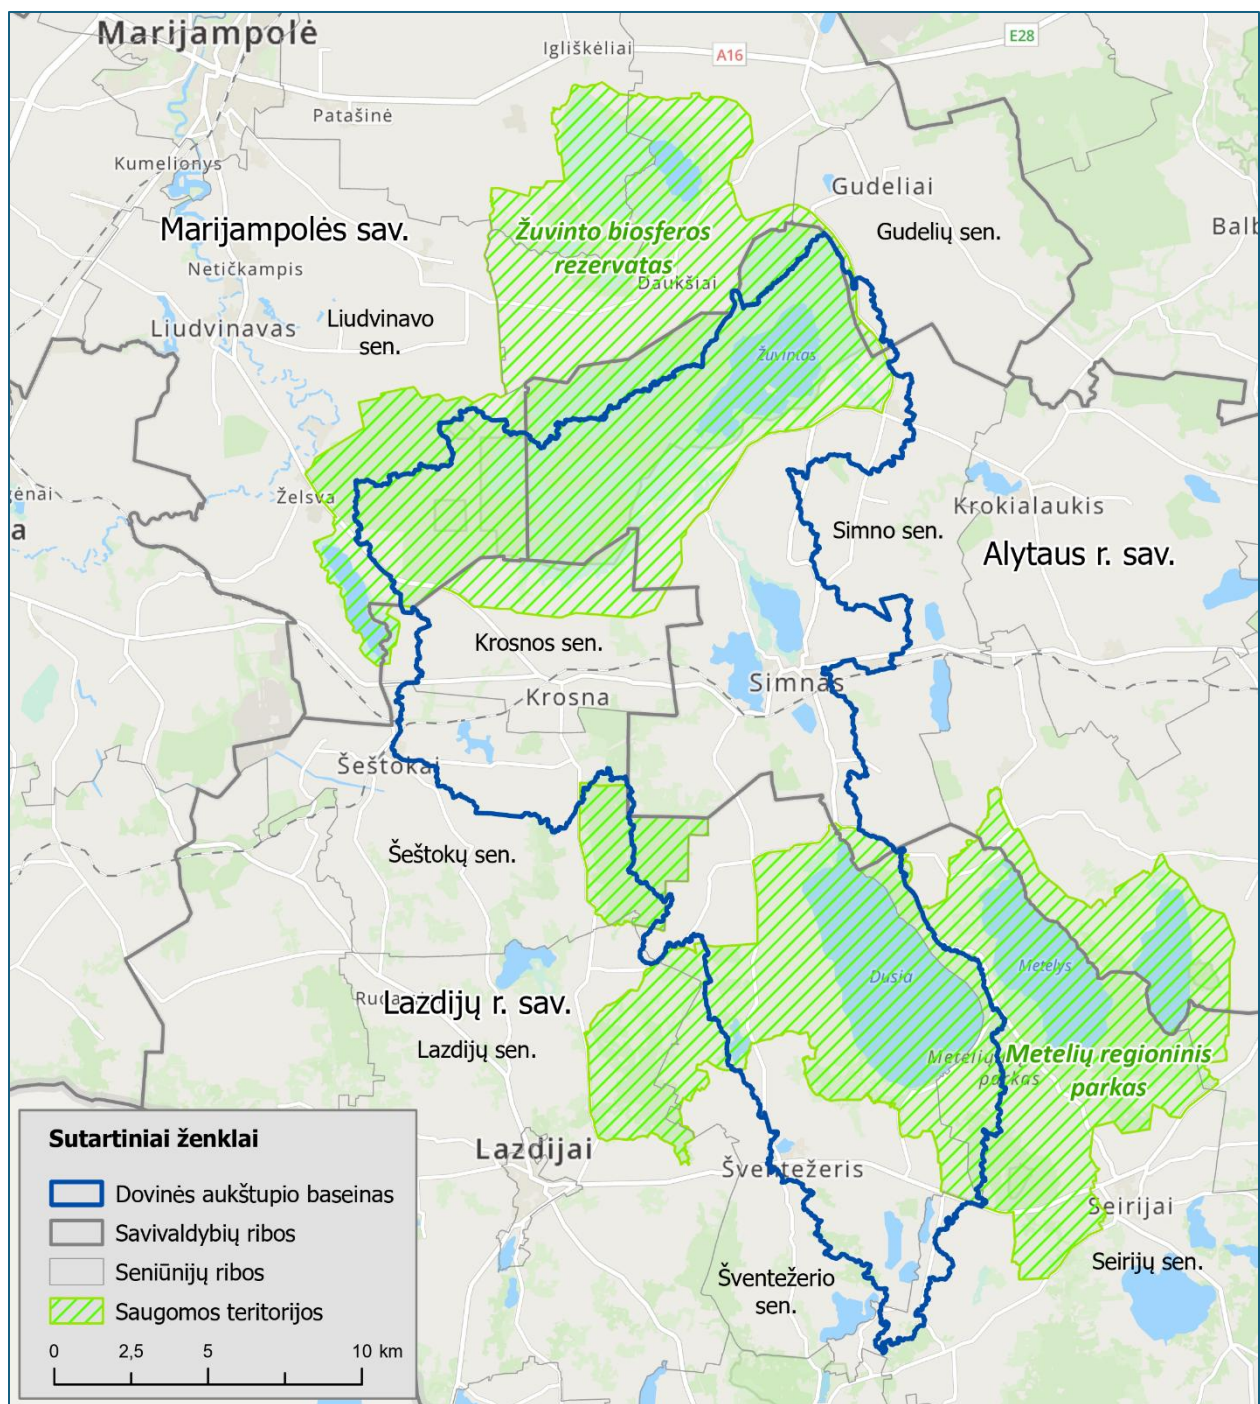 Marijampolė
Igliškėliai
A16
E28
Patašinė
Kumelionys
Gudeliai
Marijampolės sav.
Žuvinto biosferos
rezervatas
Gudelių sen.
Balb
Netičkampis
Daukšiai
Liudvinavo
sen.
Liudvinavas
Žuvintas
Želsva
ėnai
a
Krokialaukis
Simno sen.
Alytaus r. sav.
Krosnos sen.
Krosna
Simnas
Šeštokai
Šeštokų sen.
Dusia
Metelys
Lazdijų r. sav.
Lazdijų sen.
Metelių regioninis
parkas
parkas
Lazdijai
Šventežeris
Seirijai
Šventežerio
sen.
Seirijų sen.
Sutartiniai ženklai
Dovinės aukštupio baseinas
Savivaldybių ribos
Seniūnijų ribos
Saugomos teritorijos
0 2,5 5 10 km